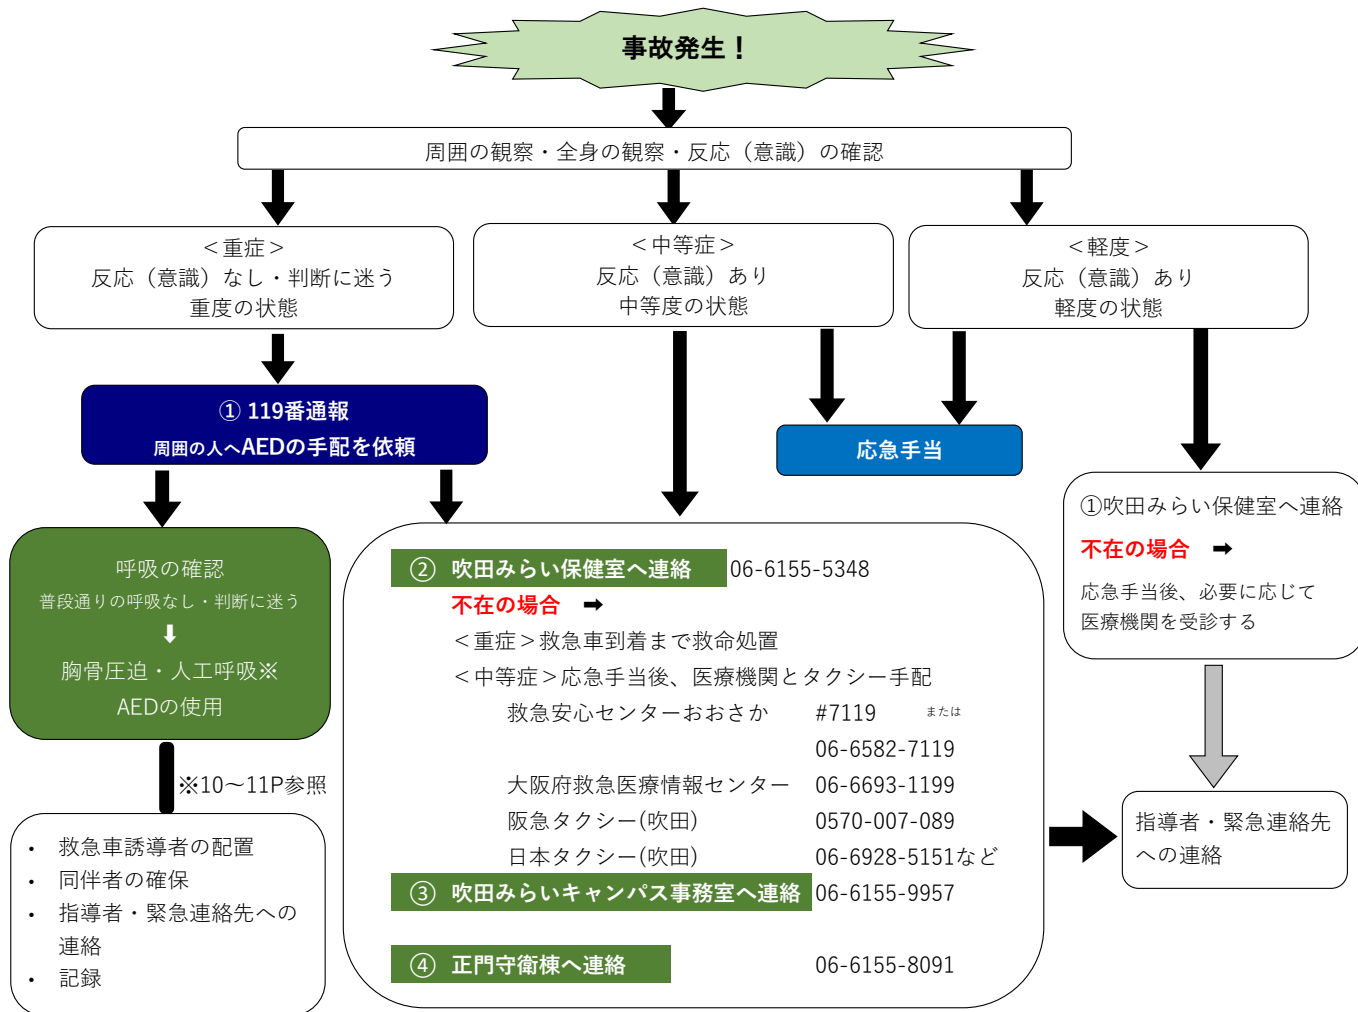 事故発生！
周囲の観察・全身の観察・反応（意識）の確認
＜重症＞
反応（意識）なし・判断に迷う
重度の状態
＜中等症＞
反応（意識）あり
中等度の状態
＜軽度＞
反応（意識）あり
軽度の状態
① 119番通報
周囲の人へAEDの手配を依頼
応急手当
呼吸の確認
普段通りの呼吸なし・判断に迷う
⬇
胸骨圧迫・人工呼吸※
AEDの使用
※10～11P参照
・ 救急車誘導者の配置
・ 同伴者の確保
・ 指導者・緊急連絡先への
連絡
・ 記録
② 吹田みらい保健室へ連絡 06-6155-5348
不在の場合 ➡
＜重症＞救急車到着まで救命処置
＜中等症＞応急手当後、医療機関とタクシー手配
救急安心センターおおさか #7119 または
06-6582-7119
大阪府救急医療情報センター 06-6693-1199
阪急タクシー(吹田) 0570-007-089
日本タクシー(吹田) 06-6928-5151など
③ 吹田みらいキャンパス事務室へ連絡 06-6155-9957
④ 正門守衛棟へ連絡 06-6155-8091
①吹田みらい保健室へ連絡
不在の場合 ➡
応急手当後、必要に応じて
医療機関を受診する
指導者・緊急連絡先
への連絡